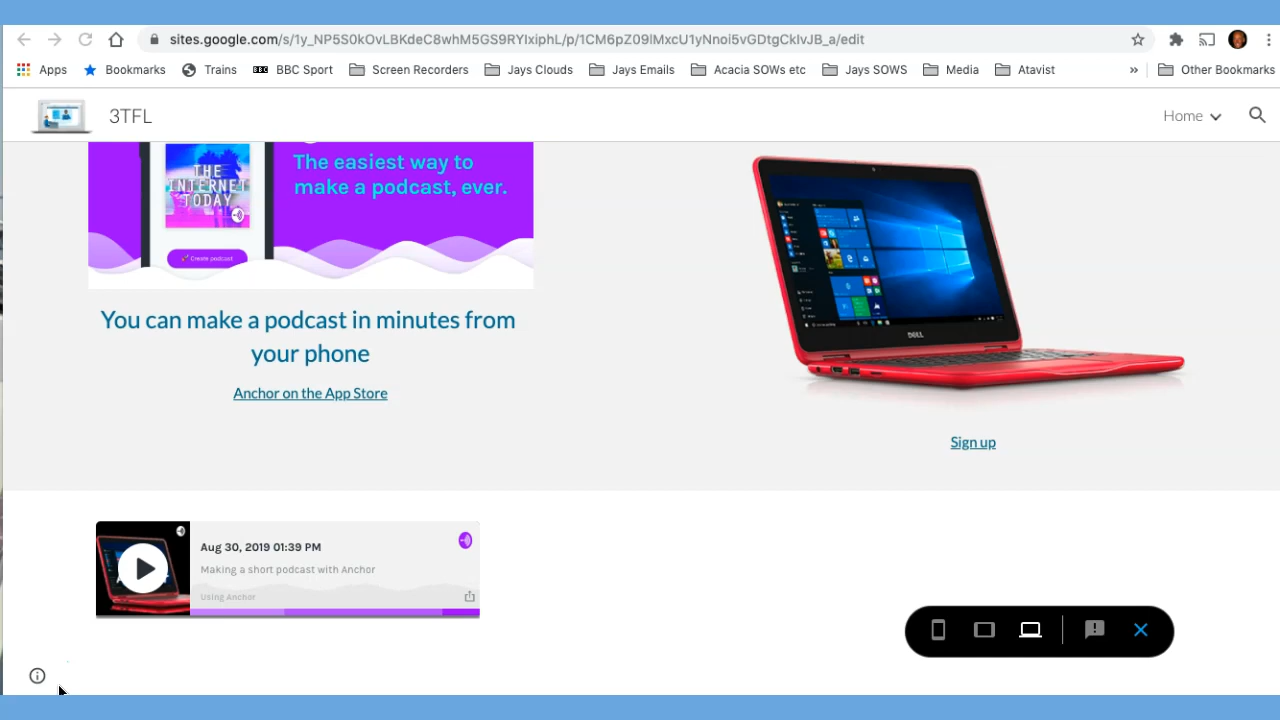 sites.google.com/s/1y_NP5S0kOvLBKdeC8whM5GS9RYIxiphL/p/1CM6pZ09lMxcU1yNnoi5vGDtgCkIvJB_a/edit
Apps Bookmarks Trains BBC Sport Screen Recorders Jays Clouds Jays Emails Acacia SOWs etc Jays SOWS Media Atavist » Other Bookmarks
3TFL
Home
THE
INTERNET
TODAY
Create podcast
The easiest way to
make a podcast, ever.
You can make a podcast in minutes from
your phone
Anchor on the App Store
DELL
Sign up
Aug 30, 2019 01:39 PM
Making a short podcast with Anchor
Using Anchor